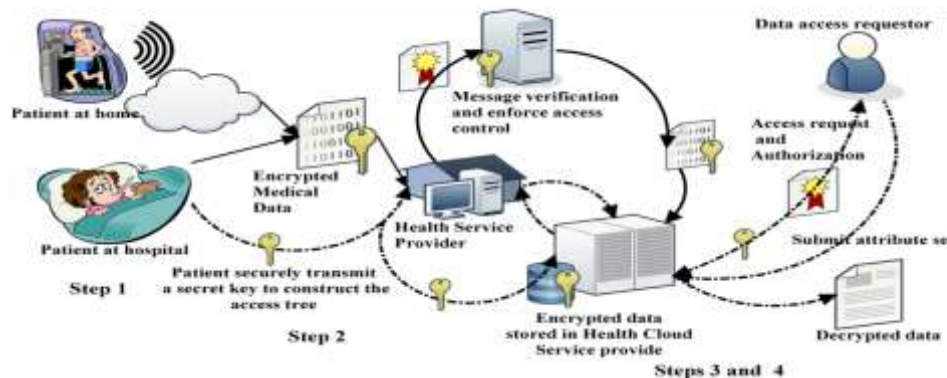 Patient at home
Patient at hospital
Step 1
Encrypted
Medical
Data
Patient securely transmit
a secret key to construct the
access tree
Step 2
Message verification
and enforce access
control
Health Service
Provider
Encrypted data
stored in Health Cloud
Service provide
Data access requestor
Access request
and
Authorization
Submit attribute se
Decrypted data
Steps 3 and 4